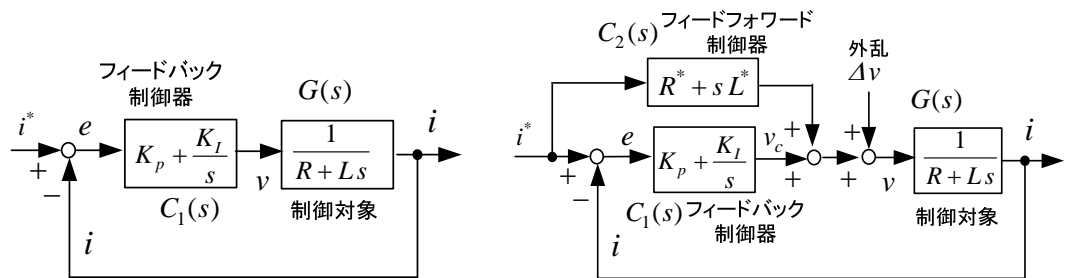 フィードバック
制御器
G(s)
i*
e
K_p + K_I/s
v
1/(R + Ls)
i
+
−
C_1(s)
制御対象
i
C_2(s) フィードフォワード
制御器
R* + sL*
外乱
Δv
G(s)
i*
e
K_p + K_I/s
v_c
+
+
+
+
v
1/(R + Ls)
i
+
−
C_1(s) フィードバック
制御器
制御対象
i